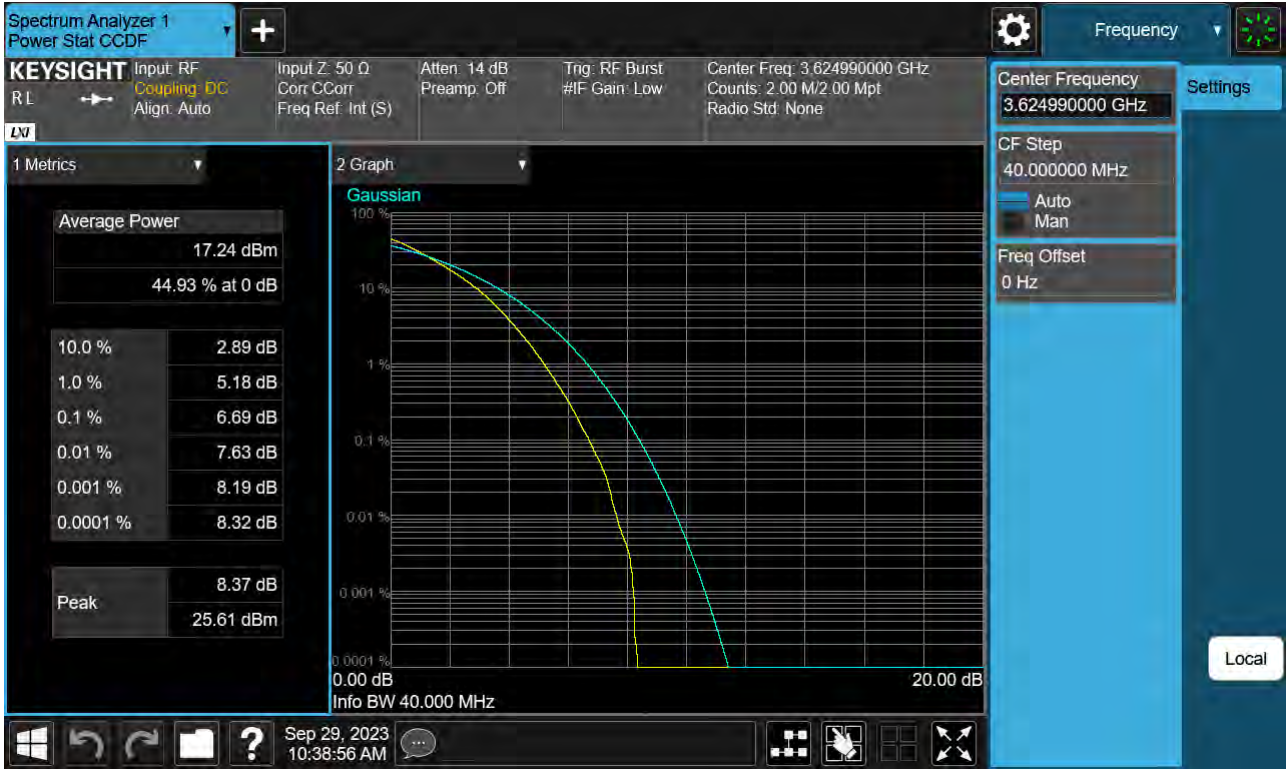 Spectrum Analyzer 1
Power Stat CCDF
+
Frequency
KEYSIGHT
R L
LXI
Input: RF
Coupling: DC
Align: Auto
Input Z: 50 Ω
Corr CCorr
Freq Ref: Int (S)
Atten: 14 dB
Preamp: Off
Trig: RF Burst
#IF Gain: Low
Center Freq: 3.624990000 GHz
Counts: 2.00 M/2.00 Mpt
Radio Std: None
Center Frequency
3.624990000 GHz
Settings
CF Step
40.000000 MHz
Auto
Man
Freq Offset
0 Hz
1 Metrics
Average Power
17.24 dBm
44.93 % at 0 dB
10.0 % 2.89 dB
1.0 % 5.18 dB
0.1 % 6.69 dB
0.01 % 7.63 dB
0.001 % 8.19 dB
0.0001 % 8.32 dB
Peak
8.37 dB
25.61 dBm
2 Graph
Gaussian
100 %
10 %
1 %
0.1 %
0.01 %
0.001 %
0.0001 %
0.00 dB 20.00 dB
Info BW 40.000 MHz
Local
?
Sep 29, 2023
10:38:56 AM